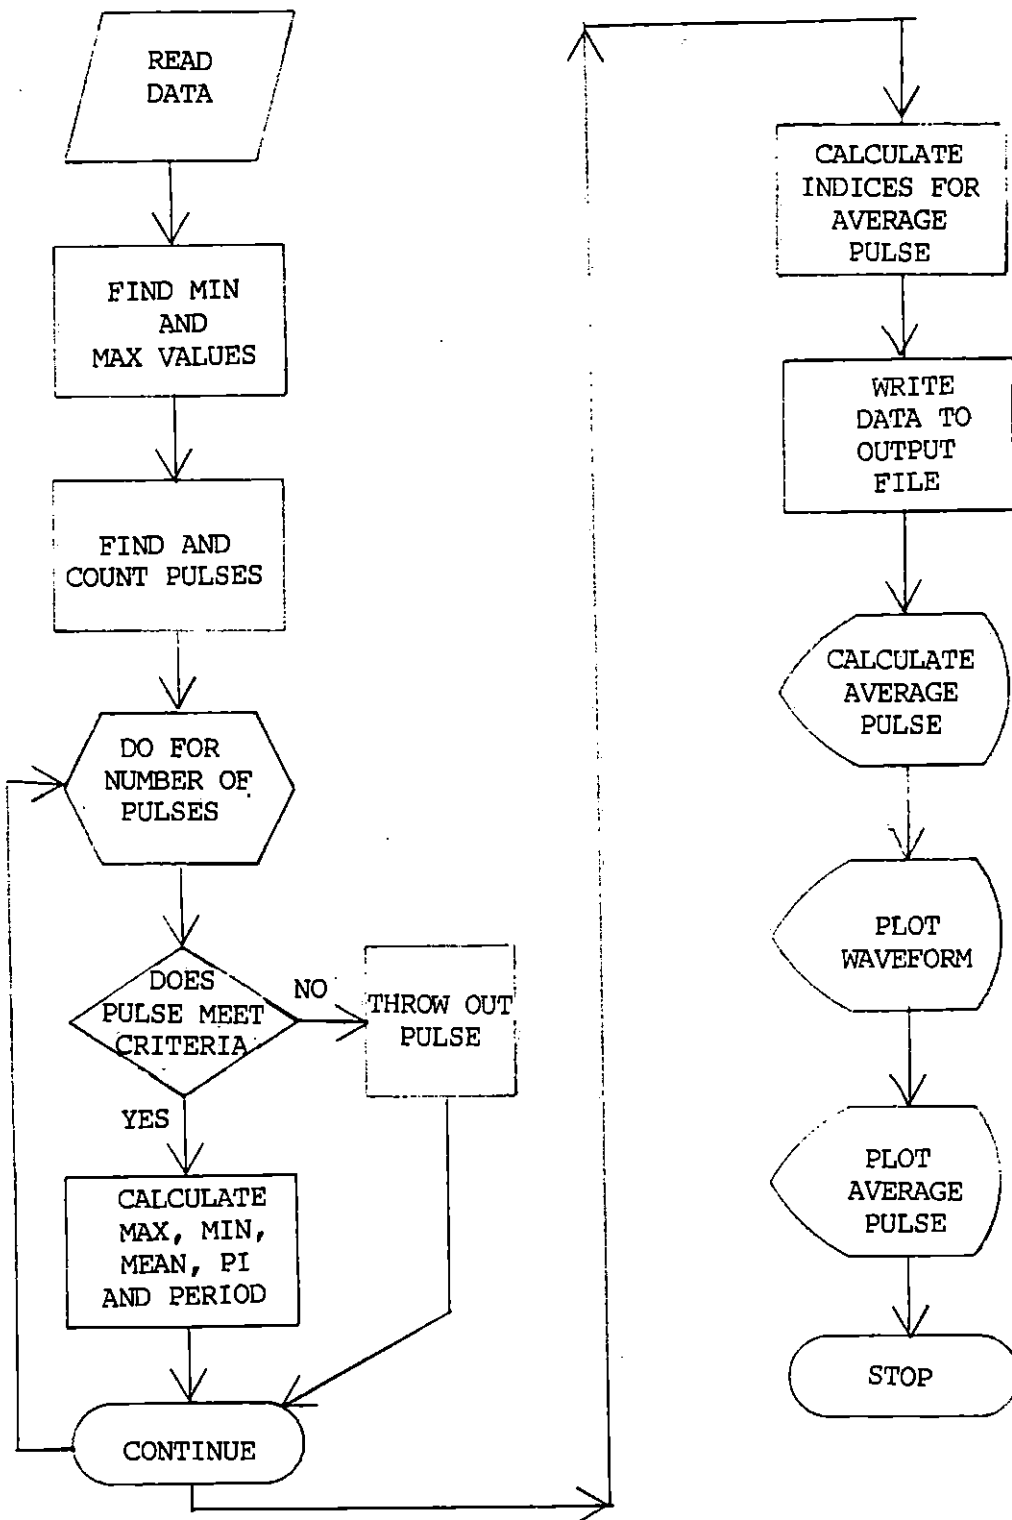 READ
DATA
FIND MIN
AND
MAX VALUES
FIND AND
COUNT PULSES
DO FOR
NUMBER OF
PULSES
DOES
PULSE MEET
CRITERIA
NO
THROW OUT
PULSE
YES
CALCULATE
MAX, MIN,
MEAN, PI
AND PERIOD
CONTINUE
CALCULATE
INDICES FOR
AVERAGE
PULSE
WRITE
DATA TO
OUTPUT
FILE
CALCULATE
AVERAGE
PULSE
PLOT
WAVEFORM
PLOT
AVERAGE
PULSE
STOP